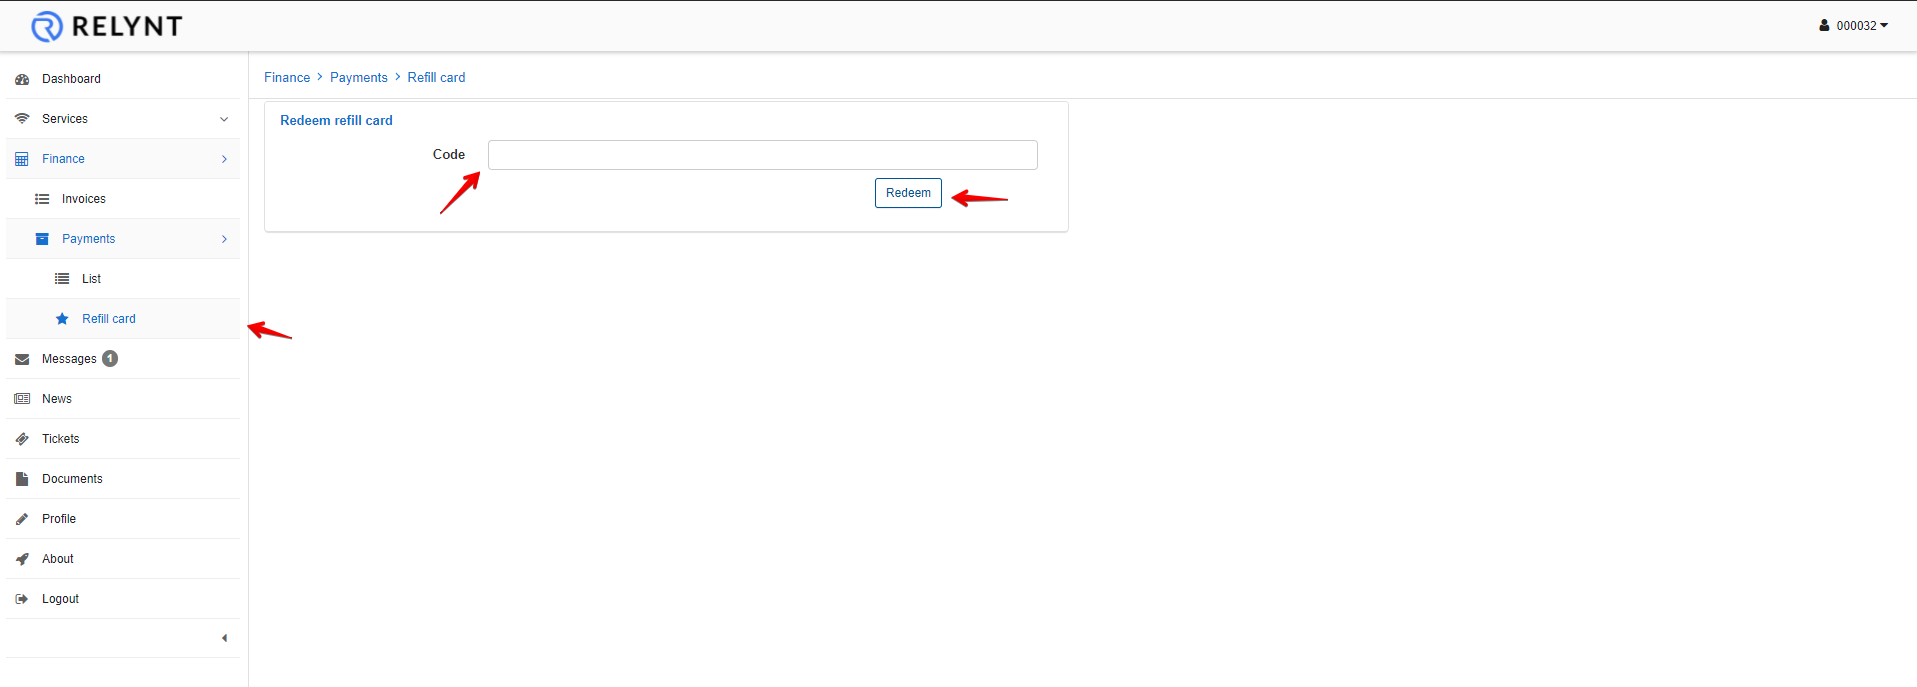 RELYNT
000032
Dashboard
Services
Finance
Invoices
Payments
List
Refill card
Messages 1
News
Tickets
Documents
Profile
About
Logout
Finance > Payments > Refill card
Redeem refill card
Code
Redeem